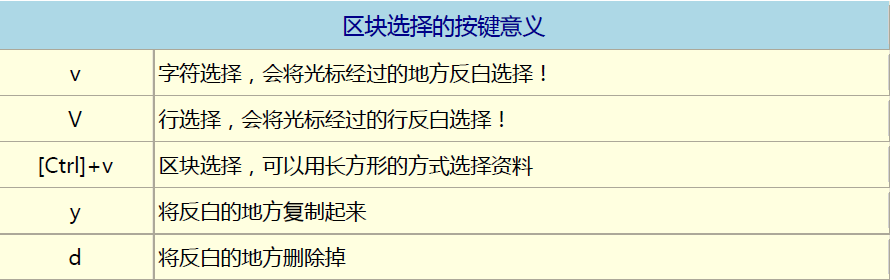 区块选择的按键意义
v 字符选择，会将光标经过的地方反白选择！
V 行选择，会将光标经过的行反白选择！
[Ctrl]+v 区块选择，可以用长方形的方式选择资料
y 将反白的地方复制起来
d 将反白的地方删除掉